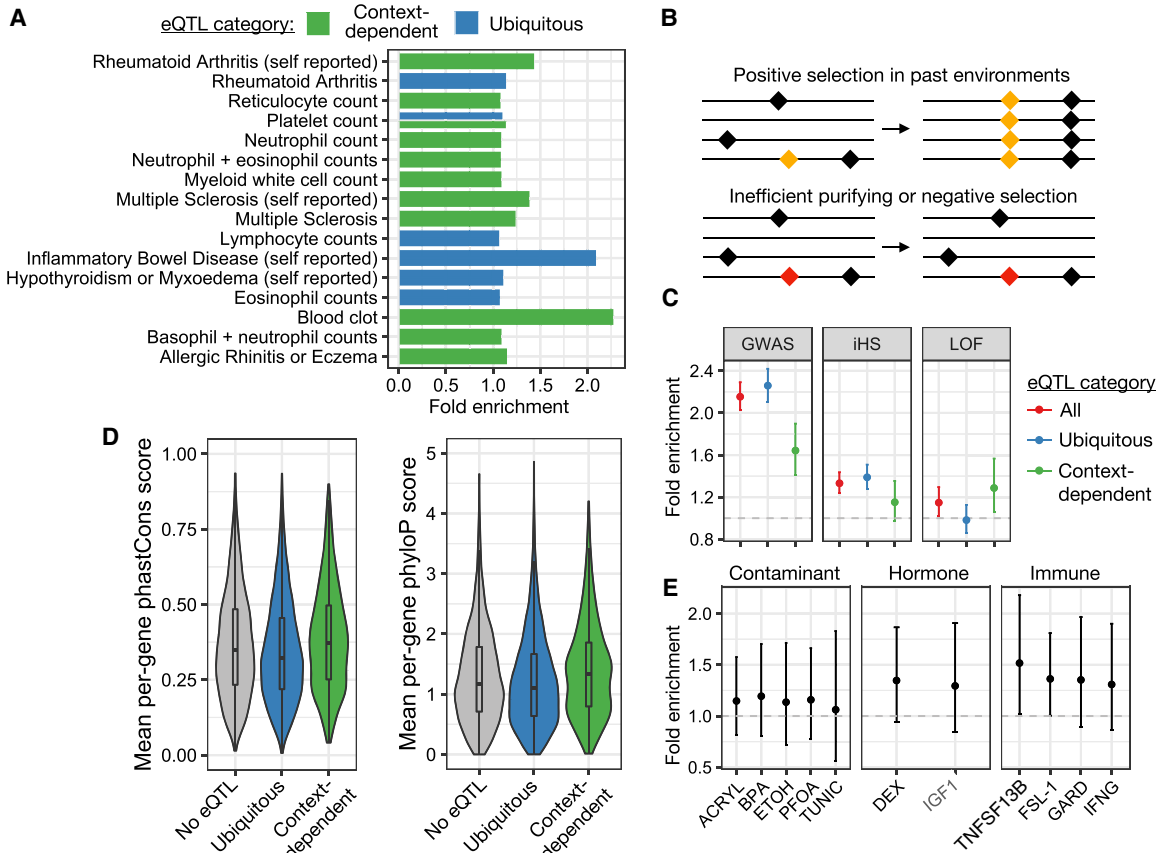 A
eQTL category:
Context-
dependent
Ubiquitous
Rheumatoid Arthritis (self reported)
Rheumatoid Arthritis
Reticulocyte count
Platelet count
Neutrophil count
Neutrophil + eosinophil counts
Myeloid white cell count
Multiple Sclerosis (self reported)
Multiple Sclerosis
Lymphocyte counts
Inflammatory Bowel Disease (self reported)
Hypothyroidism or Myxoedema (self reported)
Eosinophil counts
Blood clot
Basophil + neutrophil counts
Allergic Rhinitis or Eczema
0.0 0.5 1.0 1.5 2.0
Fold enrichment
B
Positive selection in past environments
Inefficient purifying or negative selection
C
GWAS iHS LOF
2.4
2.0
1.6
1.2
0.8
Fold enrichment
eQTL category
All
Ubiquitous
Context-
dependent
D
Mean per-gene phastCons score
1.00
0.75
0.50
0.25
0.00
No eQTL
Ubiquitous
Context-
dependent
Mean per-gene phyloP score
5
4
3
2
1
0
No eQTL
Ubiquitous
Context-
dependent
E
Contaminant Hormone Immune
Fold enrichment
2.0
1.5
1.0
0.5
ACRYL
BPA
ETOH
PFOA
TUNIC
DEX
IGF1
TNFSF13B
FSL-1
GARD
IFNG